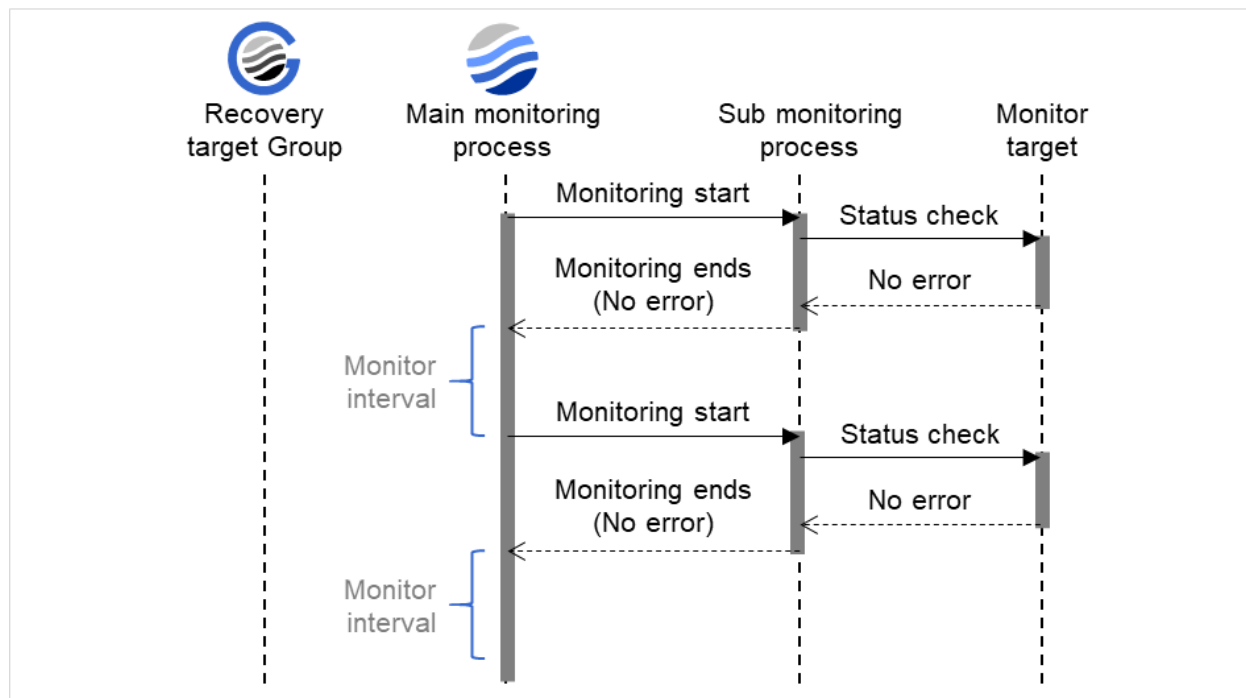 Recovery
target Group
Main monitoring
process
Sub monitoring
process
Monitor
target
Monitoring start
Status check
Monitoring ends
(No error)
No error
Monitor
interval
Monitoring start
Status check
Monitoring ends
(No error)
No error
Monitor
interval